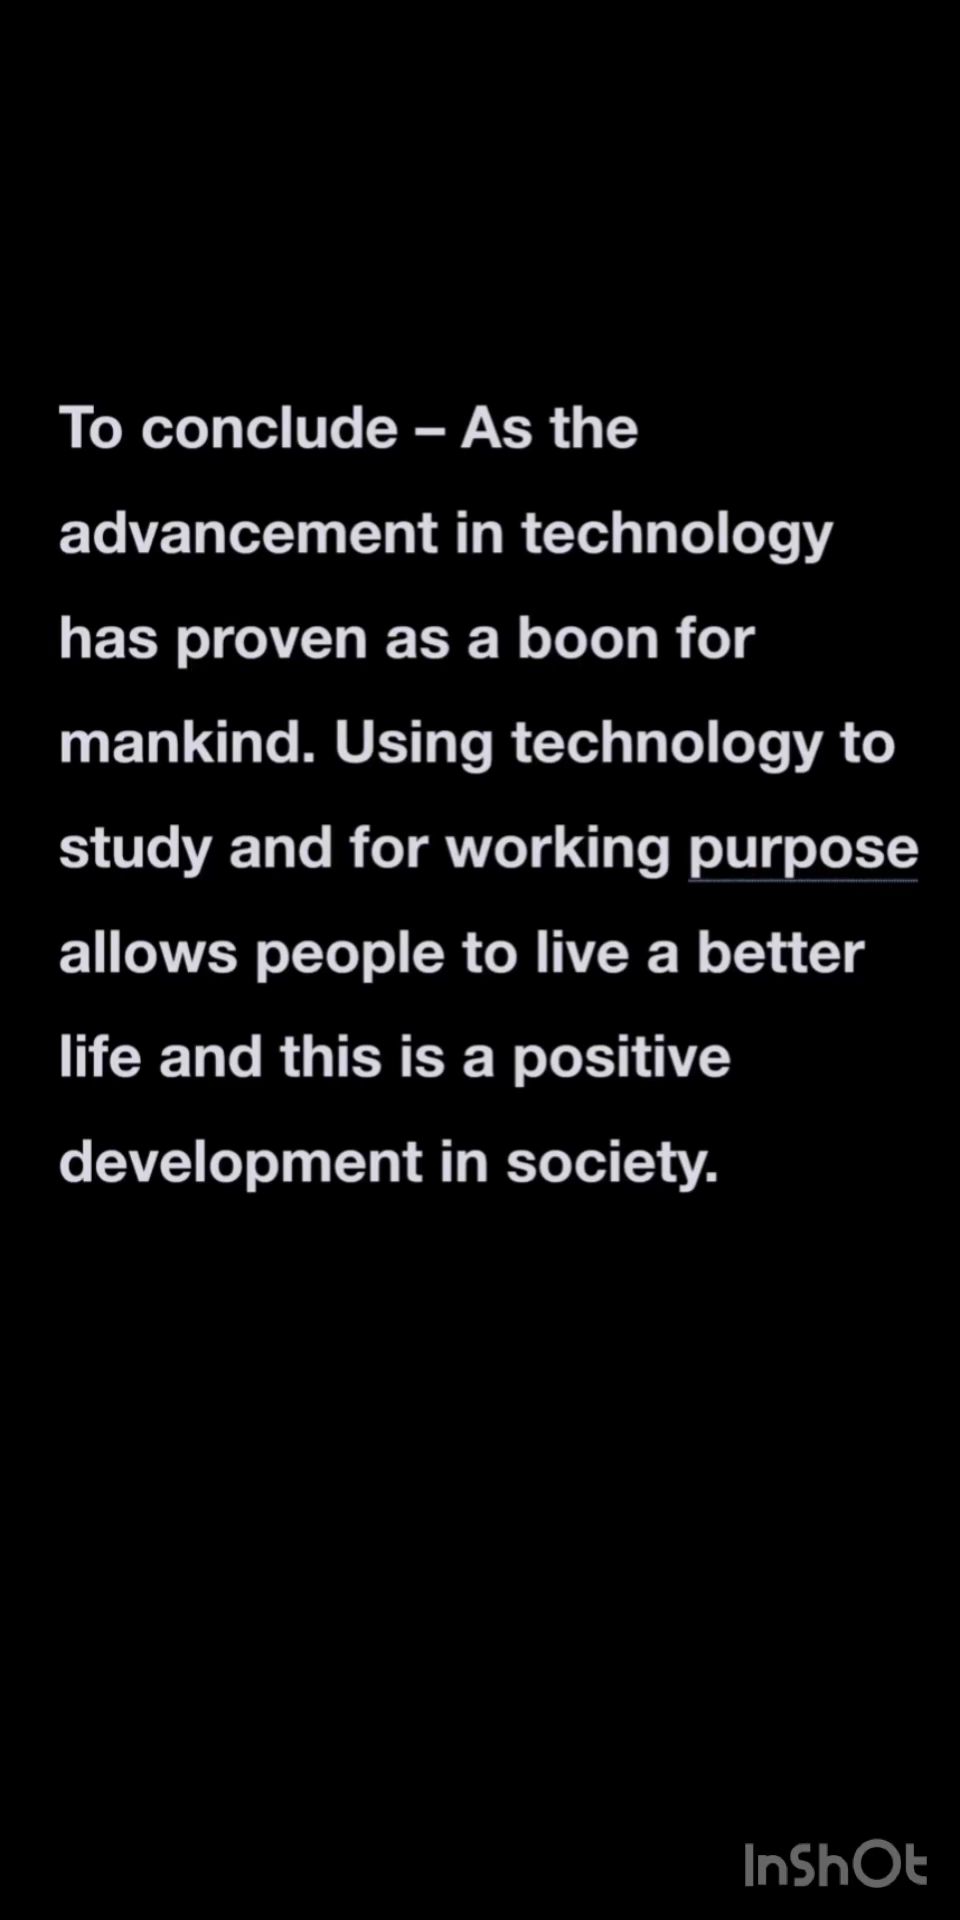 To conclude – As the
advancement in technology
has proven as a boon for
mankind. Using technology to
study and for working purpose
allows people to live a better
life and this is a positive
development in society.
InShOt